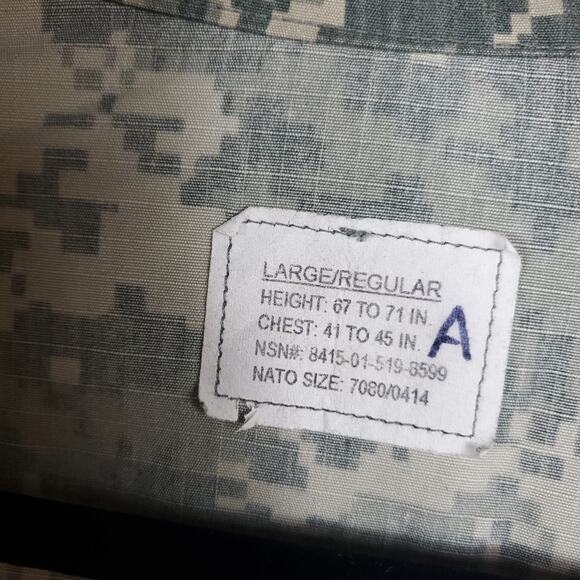 LARGE/REGULAR
HEIGHT: 67 TO 71 IN.
CHEST: 41 TO 45 IN.
NSN#: 8415-01-519-8599
NATO SIZE: 7080/0414
A